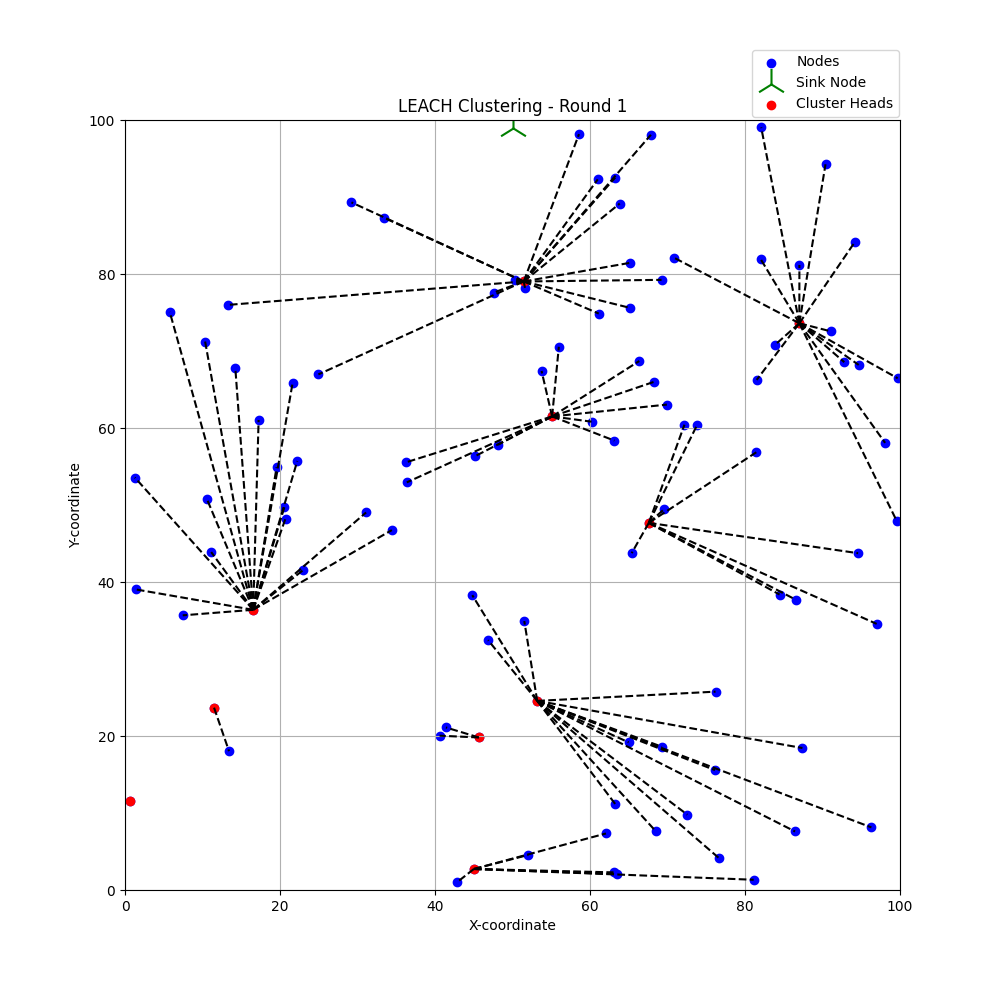 Nodes
Sink Node
Cluster Heads
LEACH Clustering - Round 1
100
80
60
40
20
0
Y-coordinate
0 20 40 60 80 100
X-coordinate